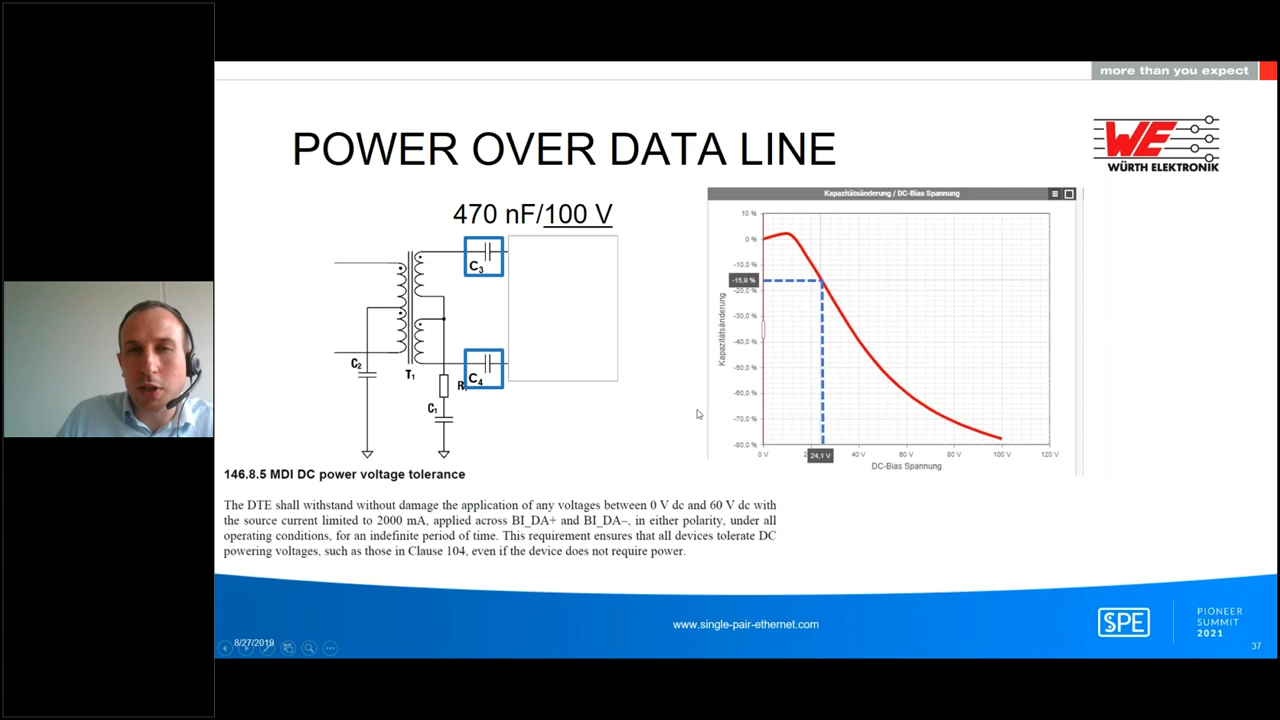 more than you expect
POWER OVER DATA LINE
WE
WÜRTH ELEKTRONIK
470 nF/100 V
C3
C4
C2
T1
C1
Kapazitätsänderung / DC-Bias Spannung
10 %
0 %
-10,0 %
-15,9 %
-20,0 %
-30,0 %
-40,0 %
-50,0 %
-60,0 %
-70,0 %
-80,0 %
Kapazitätsänderung
0 V
24,1 V
40 V
60 V
80 V
100 V
120 V
DC-Bias Spannung
146.8.5 MDI DC power voltage tolerance
The DTE shall withstand without damage the application of any voltages between 0 V dc and 60 V dc with
the source current limited to 2000 mA, applied across BI_DA+ and BI_DA–, in either polarity, under all
operating conditions, for an indefinite period of time. This requirement ensures that all devices tolerate DC
powering voltages, such as those in Clause 104, even if the device does not require power.
8/27/2019
www.single-pair-ethernet.com
SPE
PIONEER
SUMMIT
2021
37